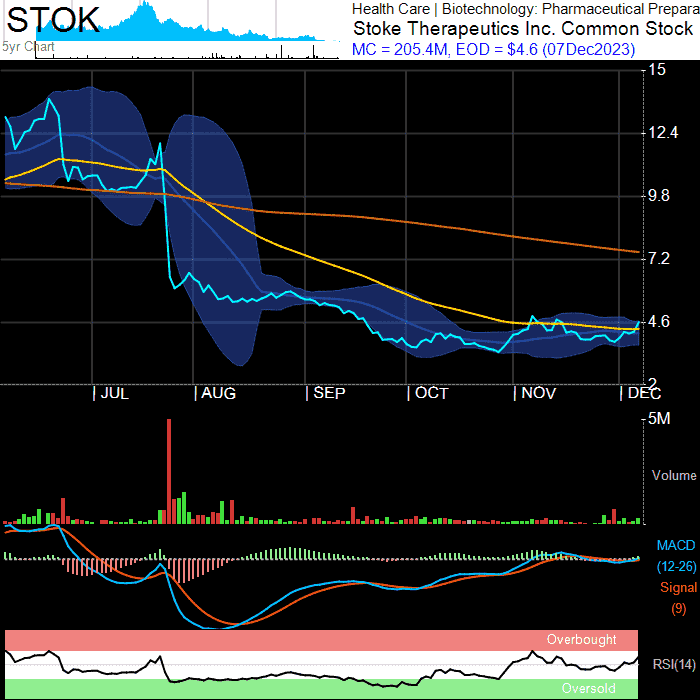 STOK
5yr Chart
Health Care | Biotechnology: Pharmaceutical Prepara
Stoke Therapeutics Inc. Common Stock
MC = 205.4M, EOD = $4.6 (07Dec2023)
15
12.4
9.8
7.2
4.6
2
JUL
AUG
SEP
OCT
NOV
DEC
5M
Volume
MACD
(12-26)
Signal
(9)
Overbought
RSI(14)
Oversold